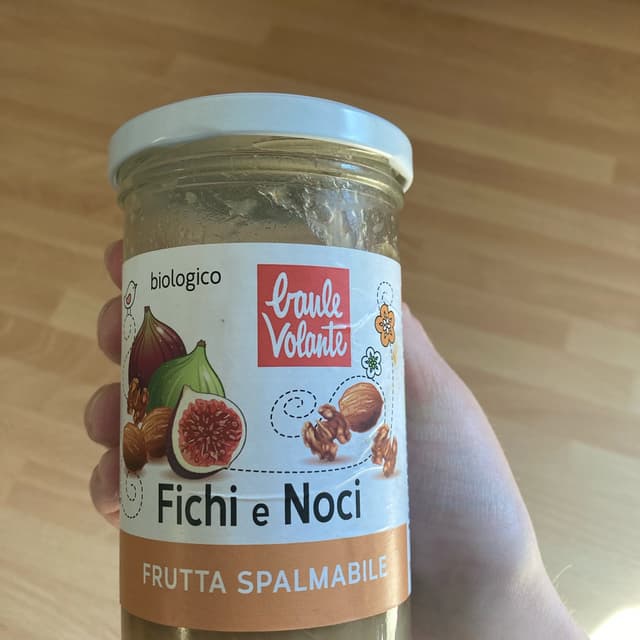 biologico
baule
Volante
Fichi e Noci
FRUTTA SPALMABILE